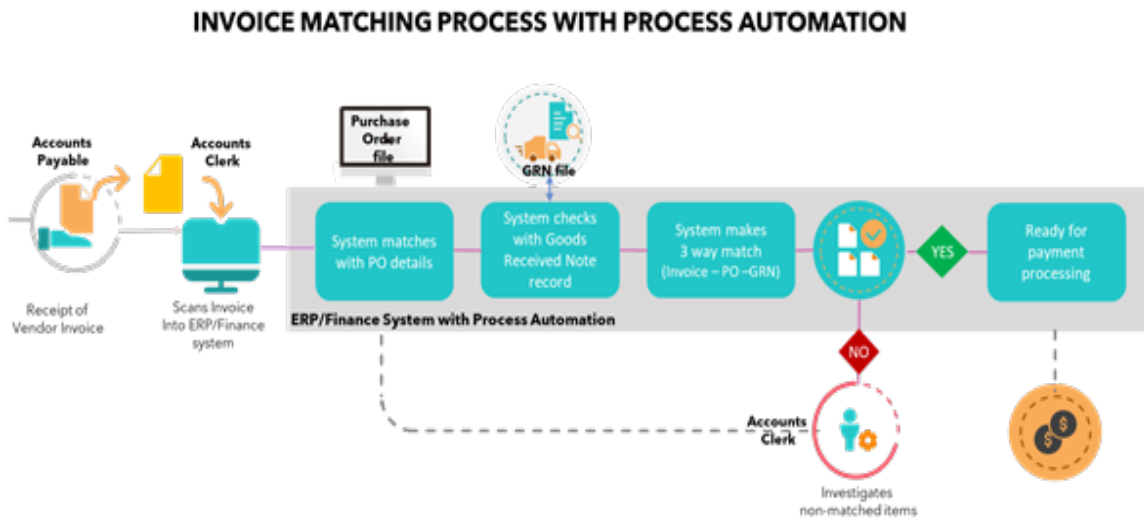 INVOICE MATCHING PROCESS WITH PROCESS AUTOMATION
Purchase
Order
file
GRN file
Accounts
Payable
Accounts
Clerk
System matches
with PO details
System checks
with Goods
Received Note
record
System makes
3 way match
(Invoice – PO –GRN)
YES
Ready for
payment
processing
Receipt of
Vendor Invoice
Scans Invoice
Into ERP/Finance
system
ERP/Finance System with Process Automation
NO
Accounts
Clerk
$
$
Investigates
non-matched items